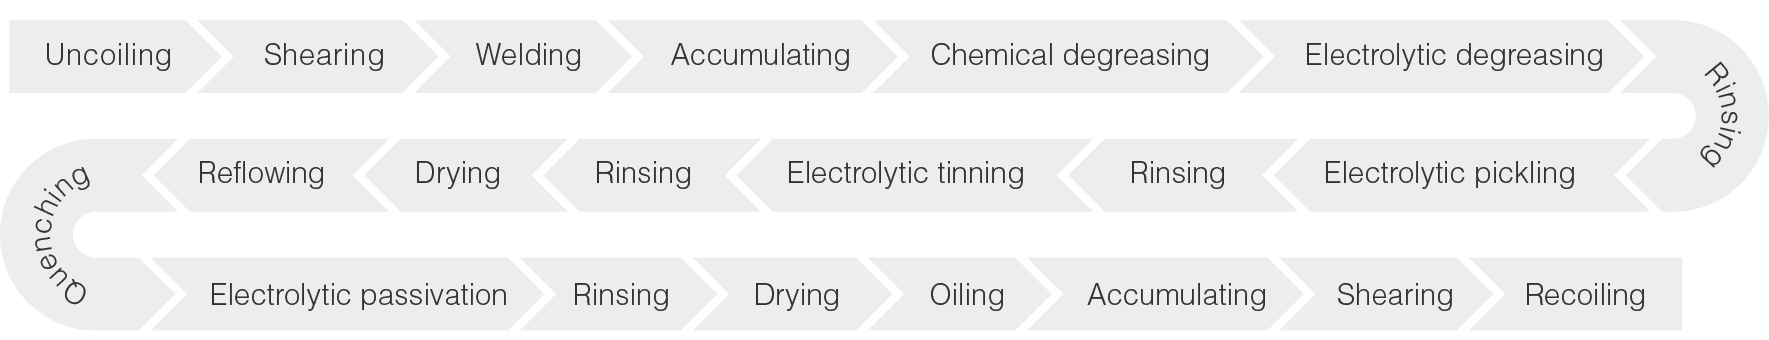 Uncoiling
Shearing
Welding
Accumulating
Chemical degreasing
Electrolytic degreasing
Rinsing
Electrolytic pickling
Rinsing
Electrolytic tinning
Rinsing
Drying
Reflowing
Quenching
Electrolytic passivation
Rinsing
Drying
Oiling
Accumulating
Shearing
Recoiling